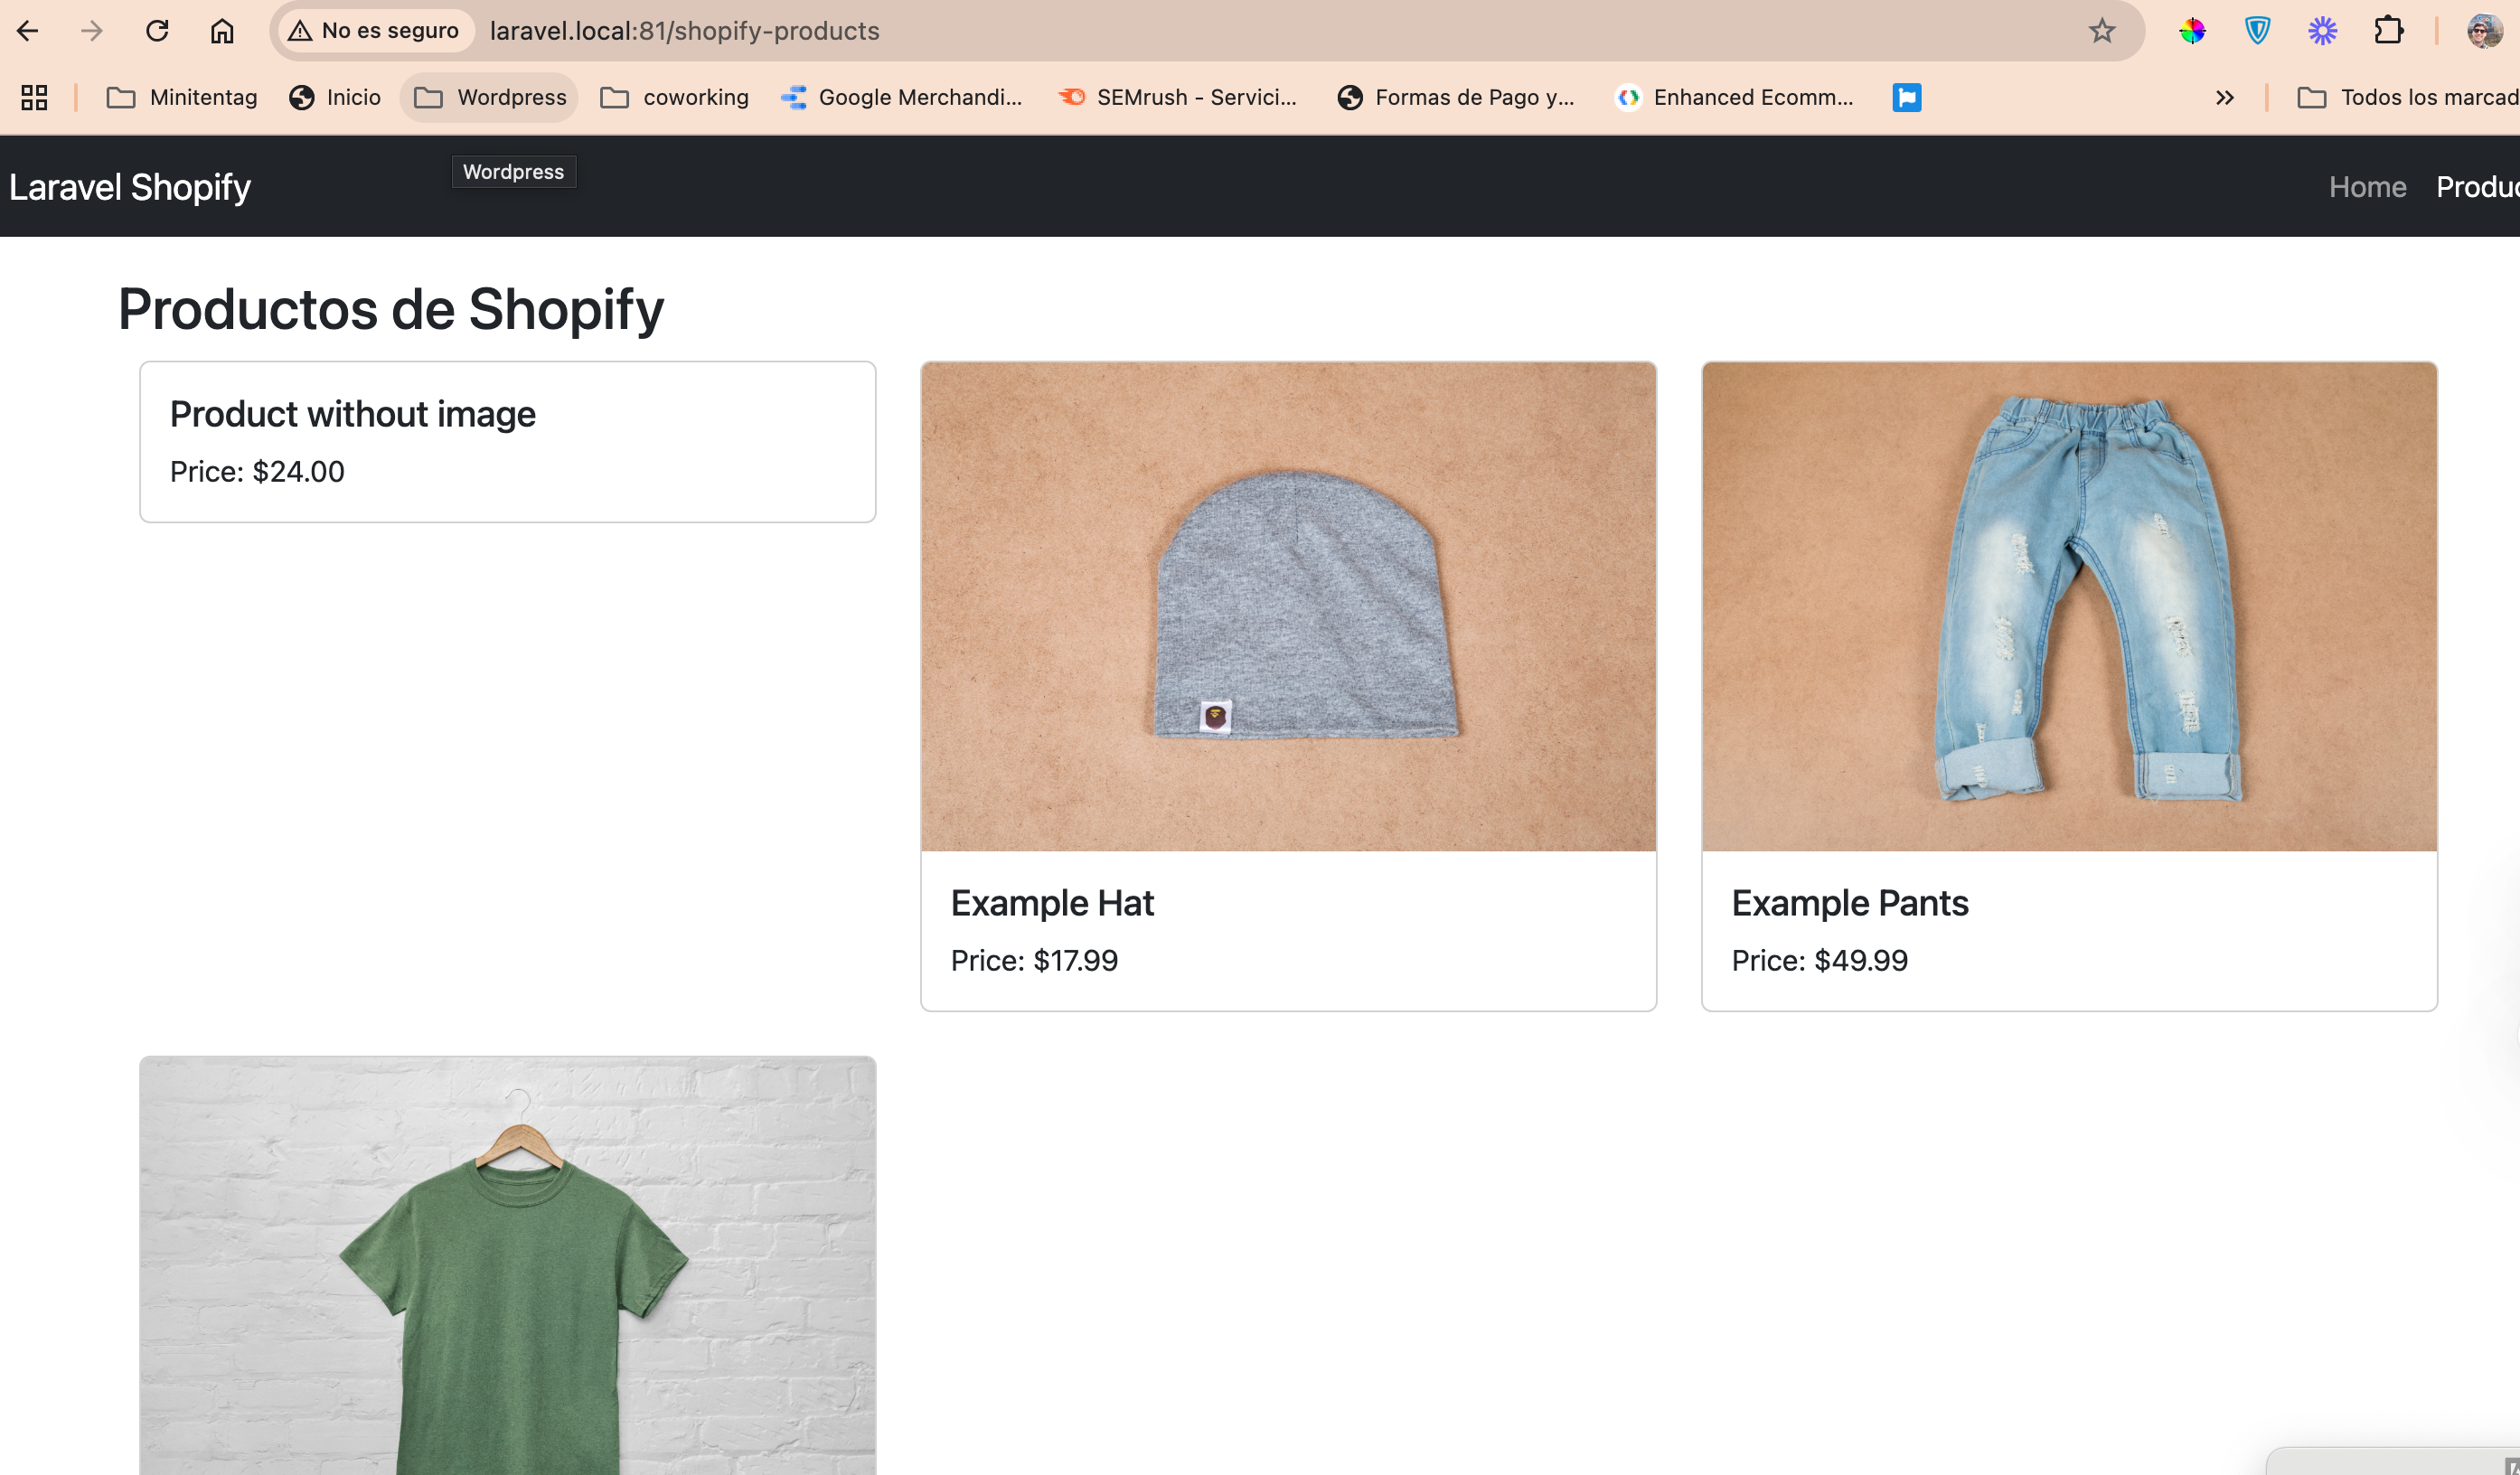 No es seguro
laravel.local:81/shopify-products
Minitentag
Inicio
Wordpress
coworking
Google Merchandi...
SEMrush - Servici...
Formas de Pago y...
Enhanced Ecomm...
Todos los marcad
Laravel Shopify
Wordpress
Home
Produc
Productos de Shopify
Product without image
Price: $24.00
Example Hat
Price: $17.99
Example Pants
Price: $49.99